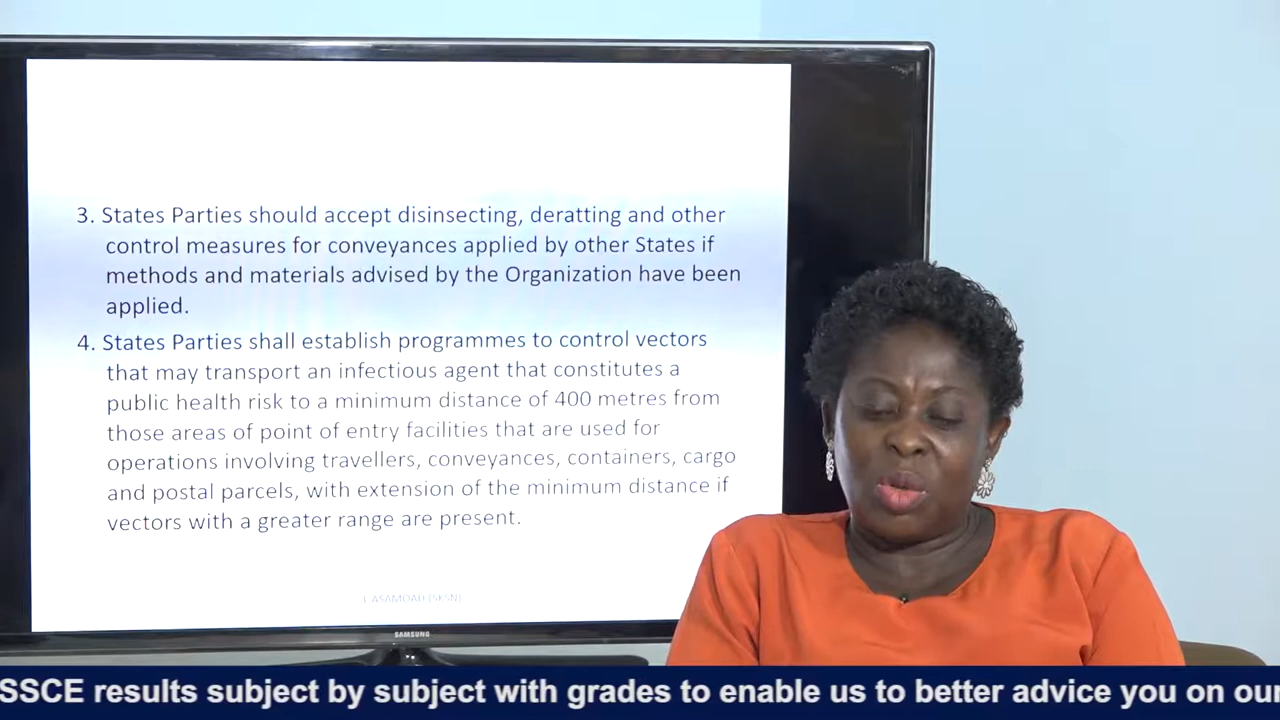 3. States Parties should accept disinsecting, deratting and other
control measures for conveyances applied by other States if
methods and materials advised by the Organization have been
applied.
4. States Parties shall establish programmes to control vectors
that may transport an infectious agent that constitutes a
public health risk to a minimum distance of 400 metres from
those areas of point of entry facilities that are used for
operations involving travellers, conveyances, containers, cargo
and postal parcels, with extension of the minimum distance if
vectors with a greater range are present.
ASAMOAH (SKSN)
SAMSUNG
SSCE results subject by subject with grades to enable us to better advice you on our